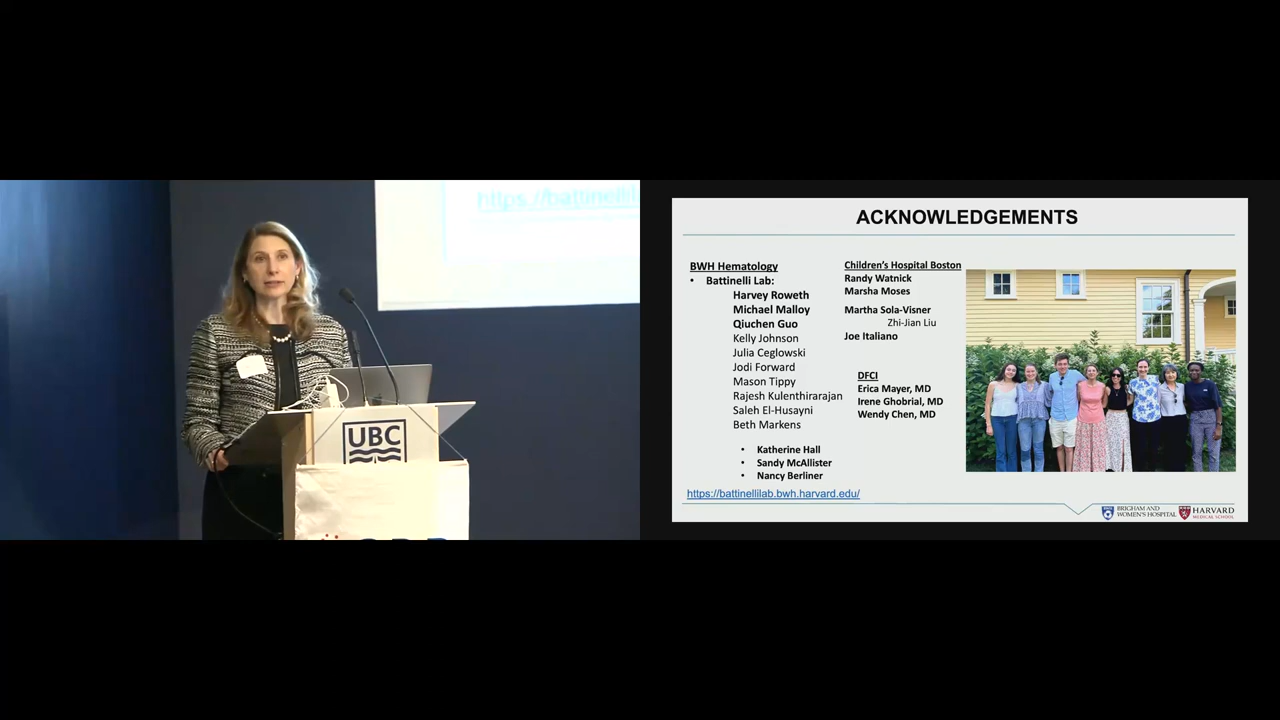 https://battinellil
UBC
ACKNOWLEDGEMENTS
BWH Hematology
• Battinelli Lab:
Harvey Roweth
Michael Malloy
Qiuchen Guo
Kelly Johnson
Julia Ceglowski
Jodi Forward
Mason Tippy
Rajesh Kulenthirarajan
Saleh El-Husayni
Beth Markens
• Katherine Hall
• Sandy McAllister
• Nancy Berliner
https://battinellilab.bwh.harvard.edu/
Children's Hospital Boston
Randy Watnick
Marsha Moses
Martha Sola-Visner
Zhi-Jian Liu
Joe Italiano
DFCI
Erica Mayer, MD
Irene Ghobrial, MD
Wendy Chen, MD
BRIGHAM AND
WOMEN'S HOSPITAL
HARVARD
MEDICAL SCHOOL